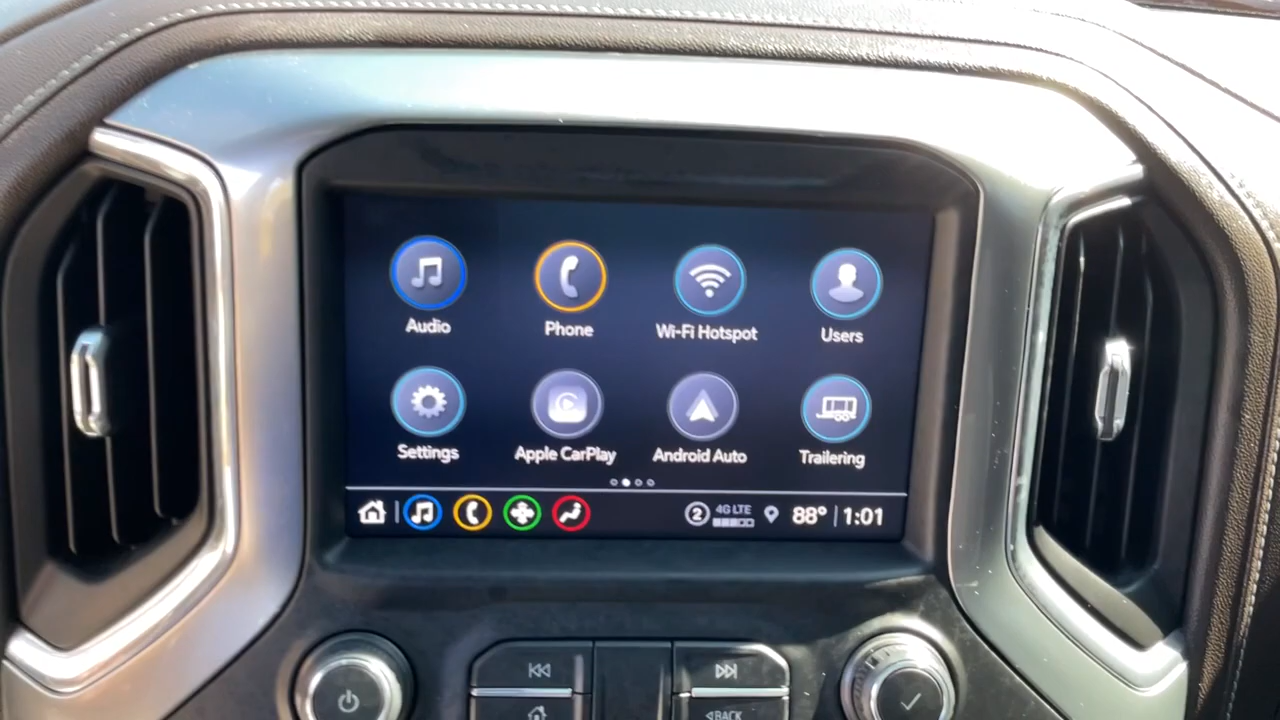 Audio Phone Wi-Fi Hotspot Users
Settings Apple CarPlay Android Auto Trailering
2 4G LTE 88° 1:01
BACK